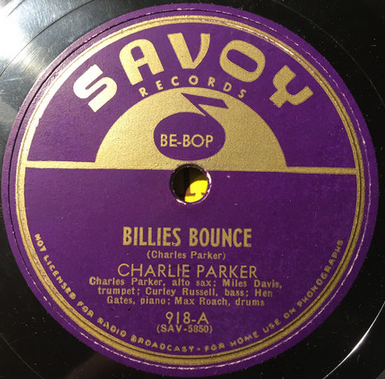 SAVOY
RECORDS
BE-BOP
BILLIES BOUNCE
(Charles Parker)
CHARLIE PARKER
Charles Parker, alto sax; Miles Davis,
trumpet; Curley Russell, bass; Hen
Gates, piano; Max Roach, drums
918-A
(SAV-5850)
NOT LICENSED FOR RADIO BROADCAST - FOR HOME USE ON PHONOGRAPHS